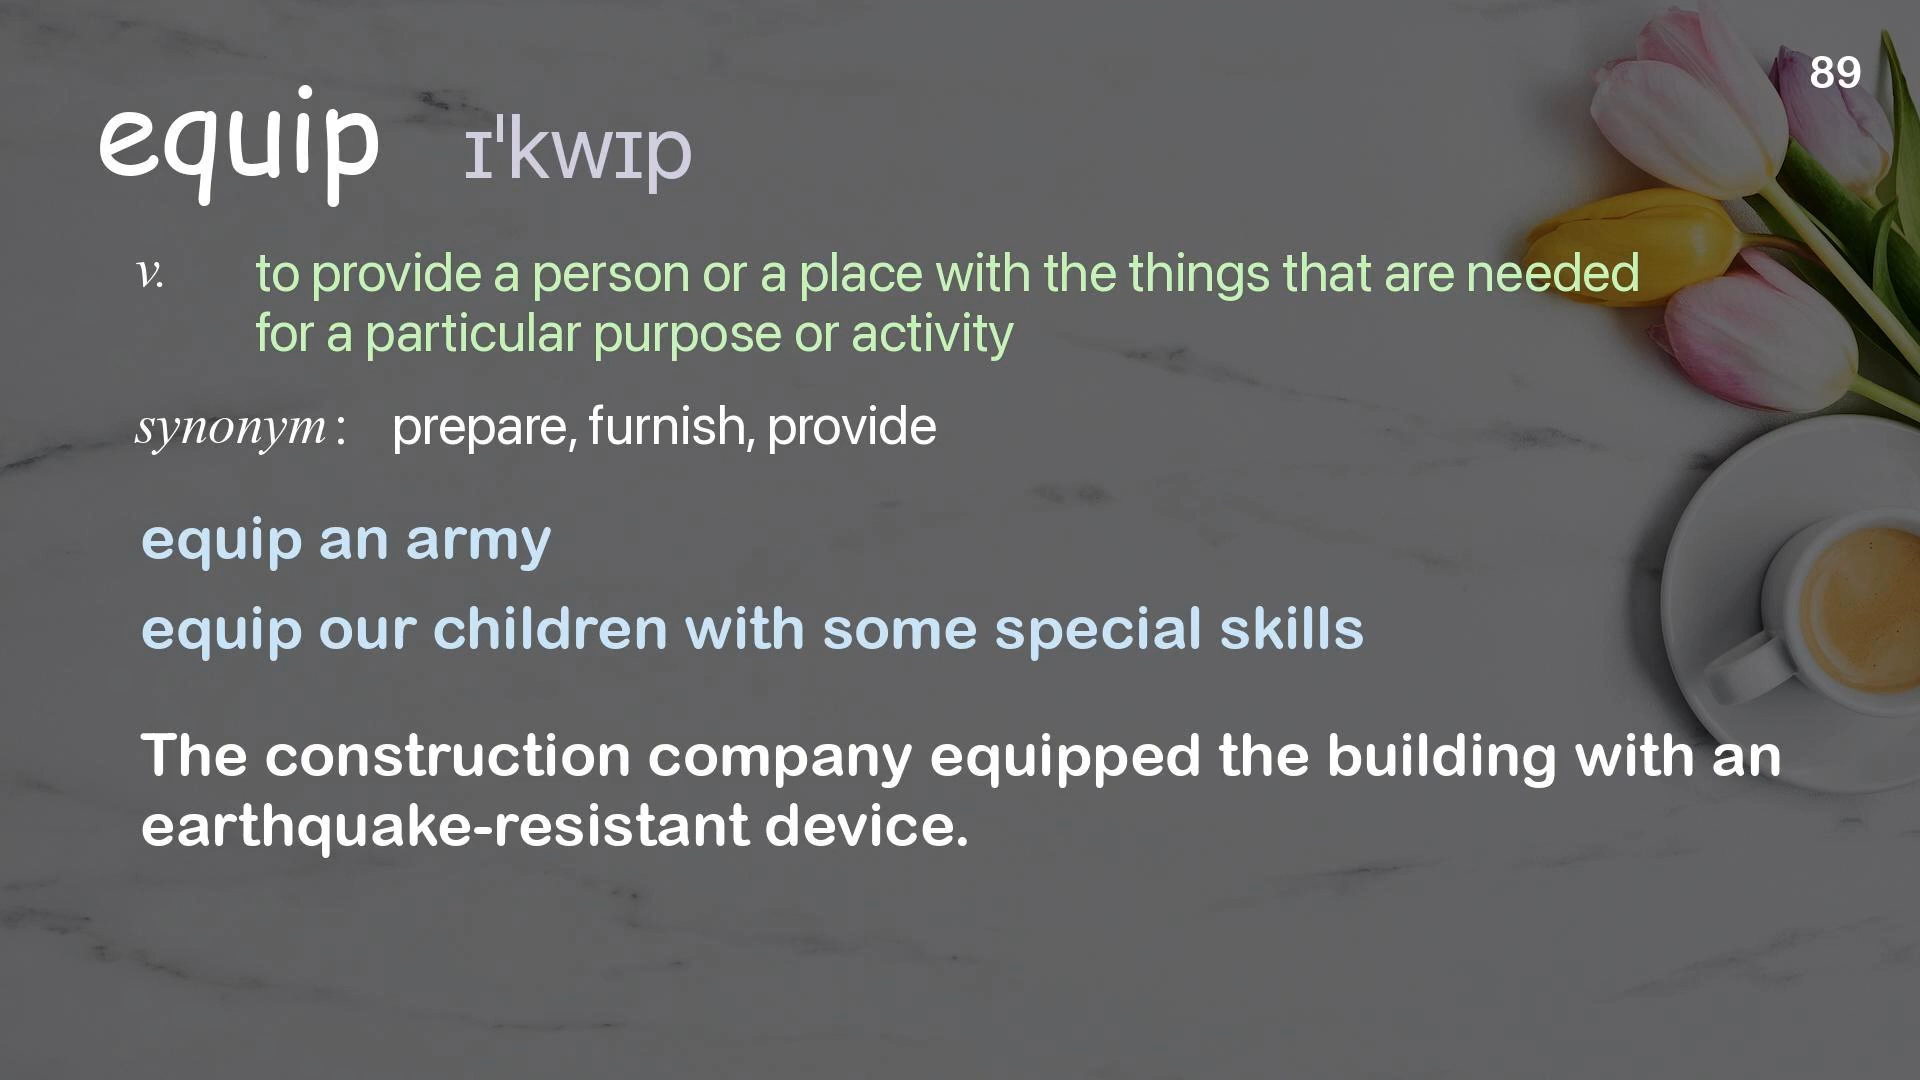 89
equip ɪˈkwɪp
v. to provide a person or a place with the things that are needed
for a particular purpose or activity
synonym : prepare, furnish, provide
equip an army
equip our children with some special skills
The construction company equipped the building with an
earthquake-resistant device.